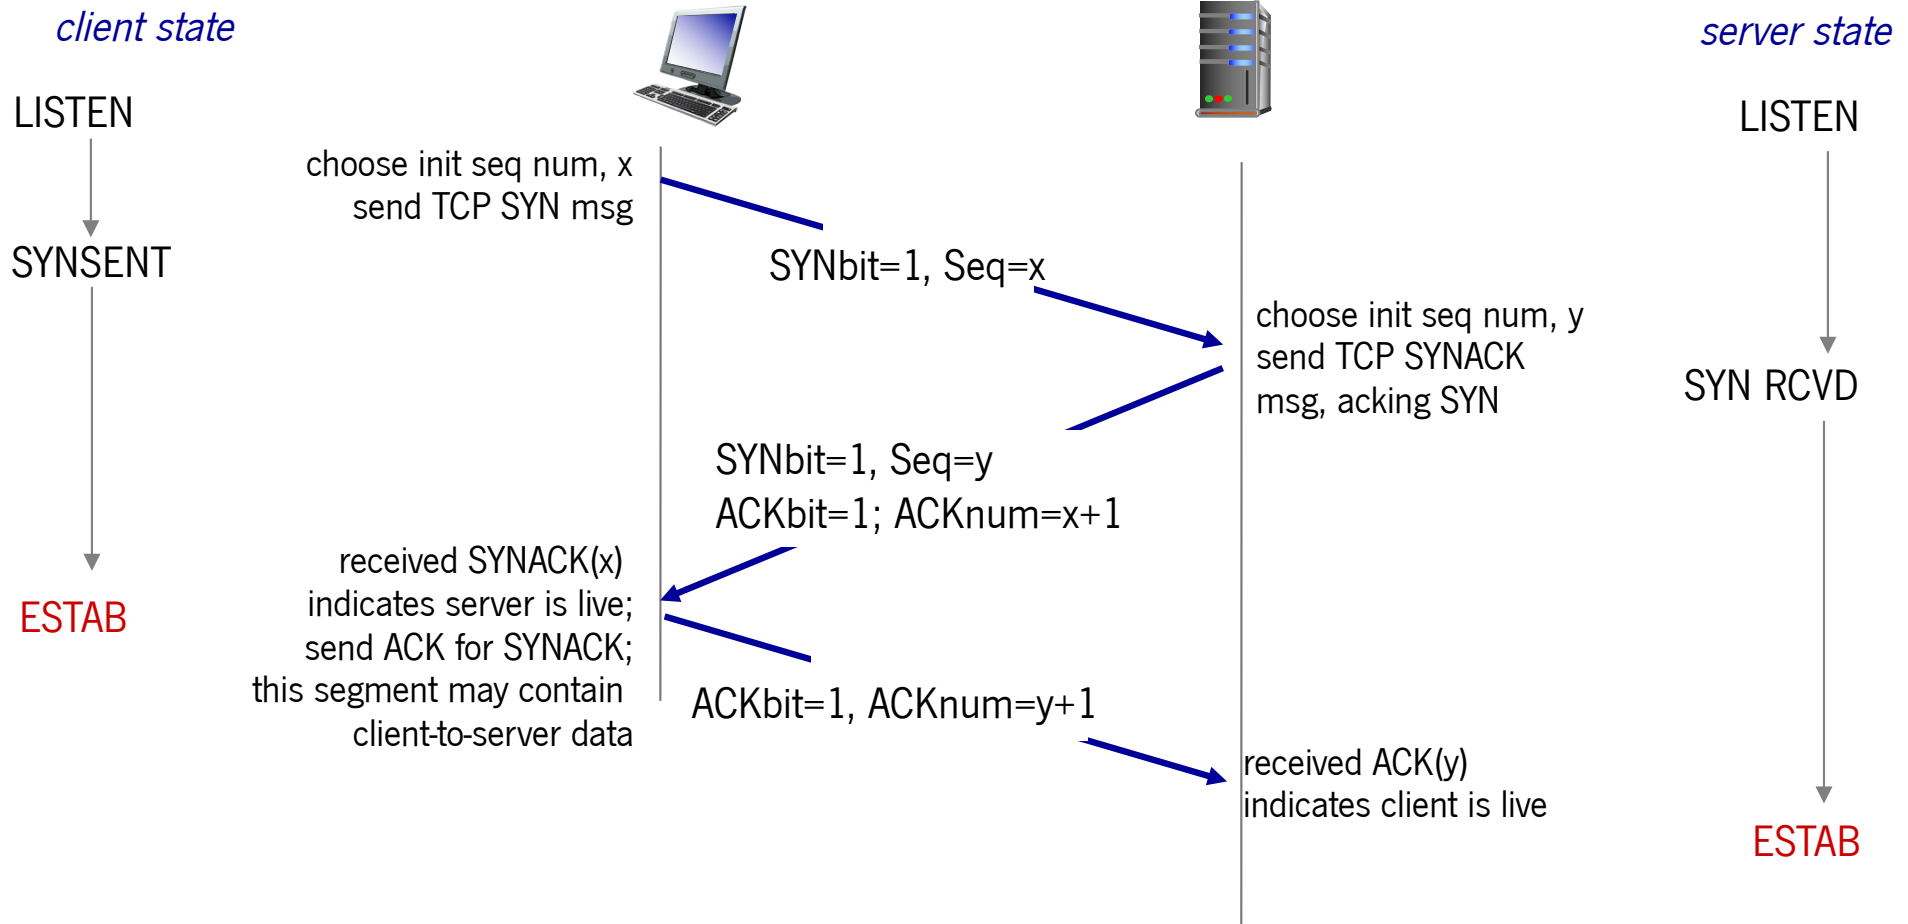 client state
server state
LISTEN
LISTEN
choose init seq num, x
send TCP SYN msg
SYNSENT
SYNbit=1, Seq=x
choose init seq num, y
send TCP SYNACK
msg, acking SYN
SYN RCVD
SYNbit=1, Seq=y
ACKbit=1; ACKnum=x+1
received SYNACK(x)
indicates server is live;
send ACK for SYNACK;
this segment may contain
client-to-server data
ESTAB
ACKbit=1, ACKnum=y+1
received ACK(y)
indicates client is live
ESTAB